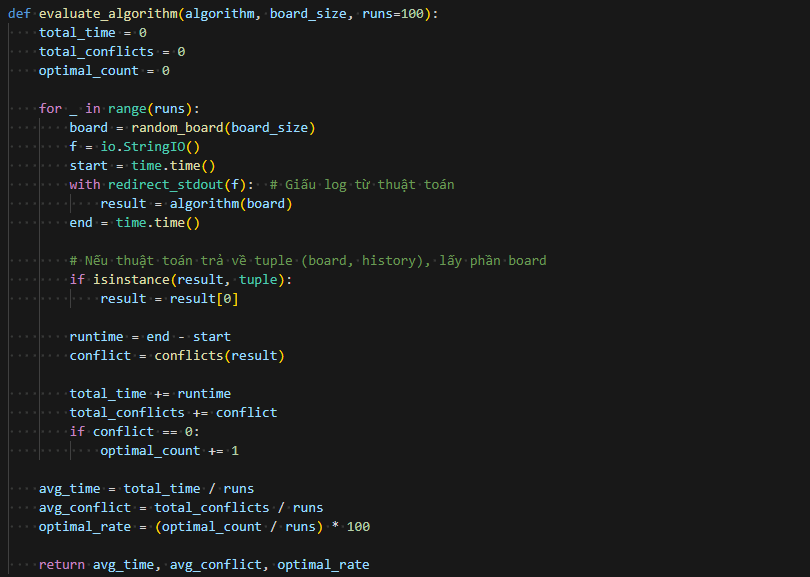 def evaluate_algorithm(algorithm, board_size, runs=100):
    total_time = 0
    total_conflicts = 0
    optimal_count = 0

    for _ in range(runs):
        board = random_board(board_size)
        f = io.StringIO()
        start = time.time()
        with redirect_stdout(f):  # Giấu log từ thuật toán
            result = algorithm(board)
        end = time.time()

        # Nếu thuật toán trả về tuple (board, history), lấy phần board
        if isinstance(result, tuple):
            result = result[0]

        runtime = end - start
        conflict = conflicts(result)

        total_time += runtime
        total_conflicts += conflict
        if conflict == 0:
            optimal_count += 1

    avg_time = total_time / runs
    avg_conflict = total_conflicts / runs
    optimal_rate = (optimal_count / runs) * 100

    return avg_time, avg_conflict, optimal_rate